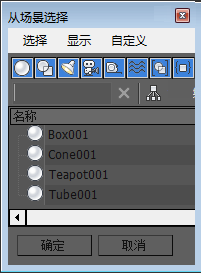 从场景选择
选择 显示 自定义
名称
Box001
Cone001
Teapot001
Tube001
确定 取消